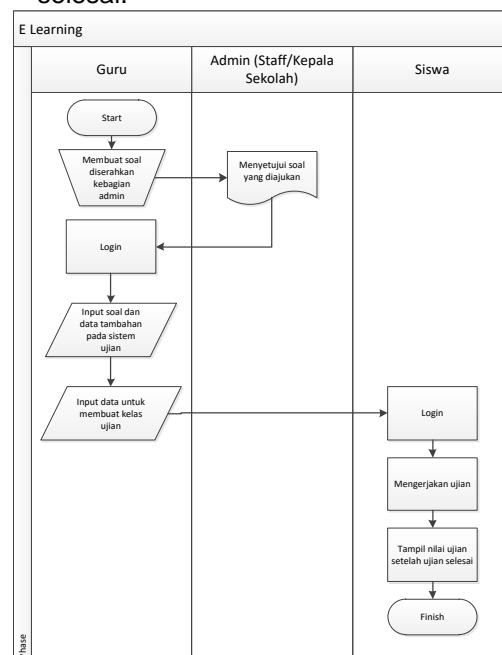 selesai.
E Learning
Guru
Admin (Staff/Kepala
Sekolah)
Siswa
Start
Membuat soal
diserahkan
kebagian
admin
Menyetujui soal
yang diajukan
Login
Input soal dan
data tambahan
pada sistem
ujian
Input data untuk
membuat kelas
ujian
Login
Mengerjakan ujian
Tampil nilai ujian
setelah ujian selesai
Finish
Phase